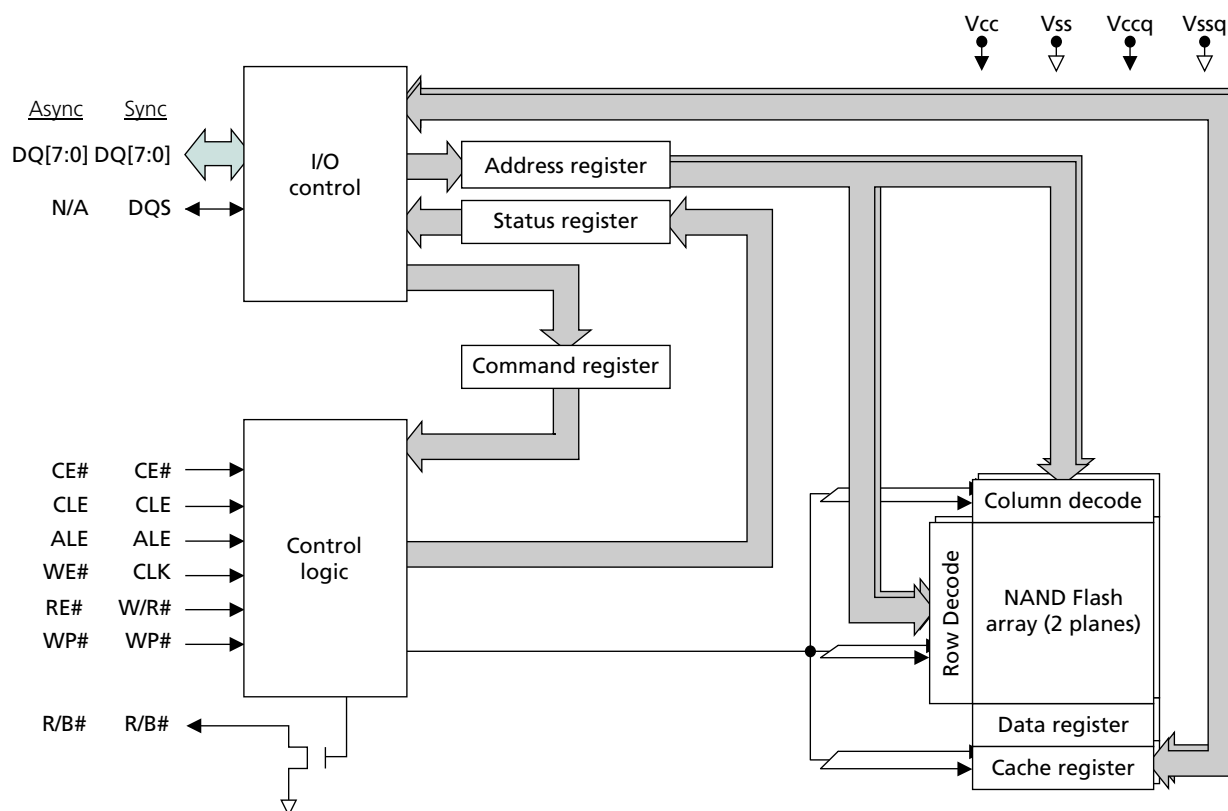 Vcc Vss Vccq Vssq
Async Sync
DQ[7:0] DQ[7:0]
N/A DQS
I/O
control
Address register
Status register
Command register
CE# CE#
CLE CLE
ALE ALE
WE# CLK
RE# W/R#
WP# WP#
Control
logic
R/B# R/B#
Column decode
Row Decode
NAND Flash
array (2 planes)
Data register
Cache register